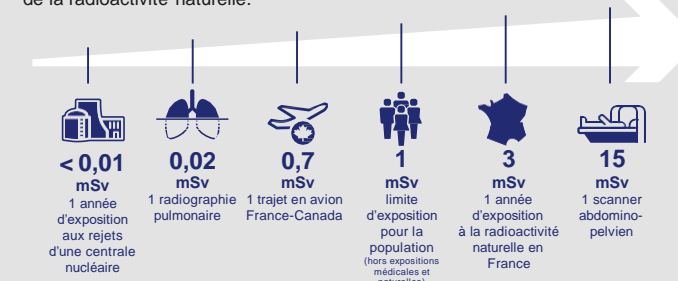 de la radioactivité naturelle.
< 0,01
mSv
1 année
d'exposition
aux rejets
d'une centrale
nucléaire
0,02
mSv
1 radiographie
pulmonaire
0,7
mSv
1 trajet en avion
France-Canada
1
mSv
limite
d'exposition
pour la
population
(hors expositions
médicales et
naturelles)
3
mSv
1 année
d'exposition
à la radioactivité
naturelle en
France
15
mSv
1 scanner
abdomino-
pelvien